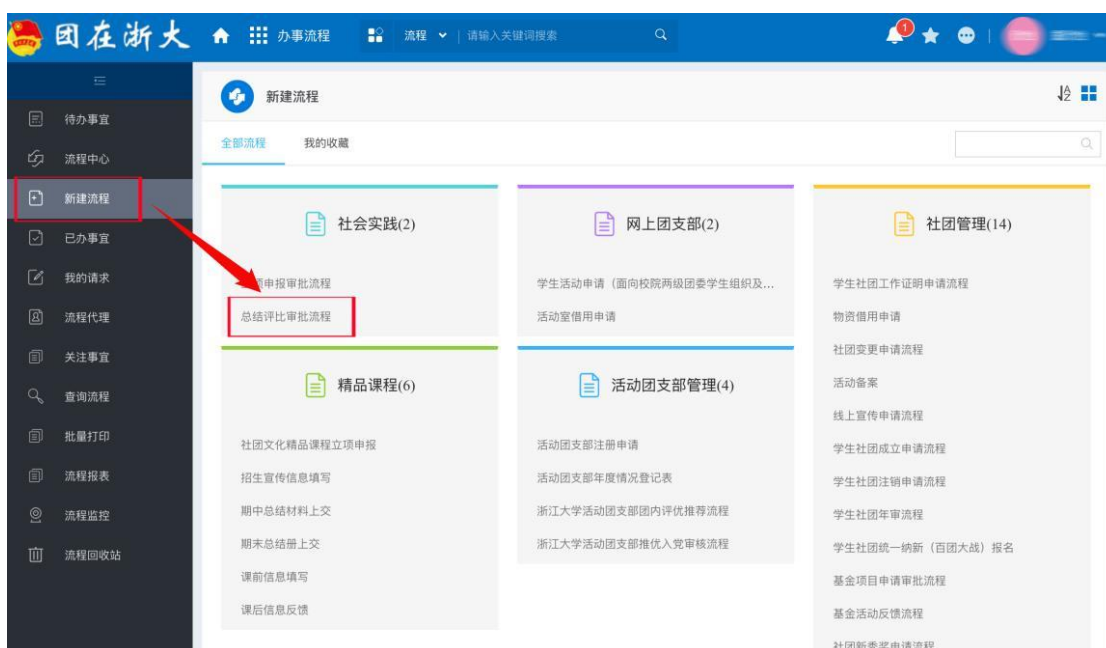 团在浙大
办事流程
流程
请输入关键词搜索
1
待办事宜
流程中心
新建流程
已办事宜
我的请求
流程代理
关注事宜
查询流程
批量打印
流程报表
流程监控
流程回收站
新建流程
全部流程 我的收藏
社会实践(2)
项申报审批流程
总结评比审批流程
网上团支部(2)
学生活动申请（面向校院两级团委学生组织及...
活动室借用申请
社团管理(14)
学生社团工作证明申请流程
物资借用申请
社团变更申请流程
活动备案
线上宣传申请流程
学生社团成立申请流程
学生社团注销申请流程
学生社团年审流程
学生社团统一纳新（百团大战）报名
基金项目申请审批流程
基金活动反馈流程
精品课程(6)
社团文化精品课程立项申报
招生宣传信息填写
期中总结材料上交
期末总结册上交
课前信息填写
课后信息反馈
活动团支部管理(4)
活动团支部注册申请
活动团支部年度情况登记表
浙江大学活动团支部团内评优推荐流程
浙江大学活动团支部推优入党审核流程